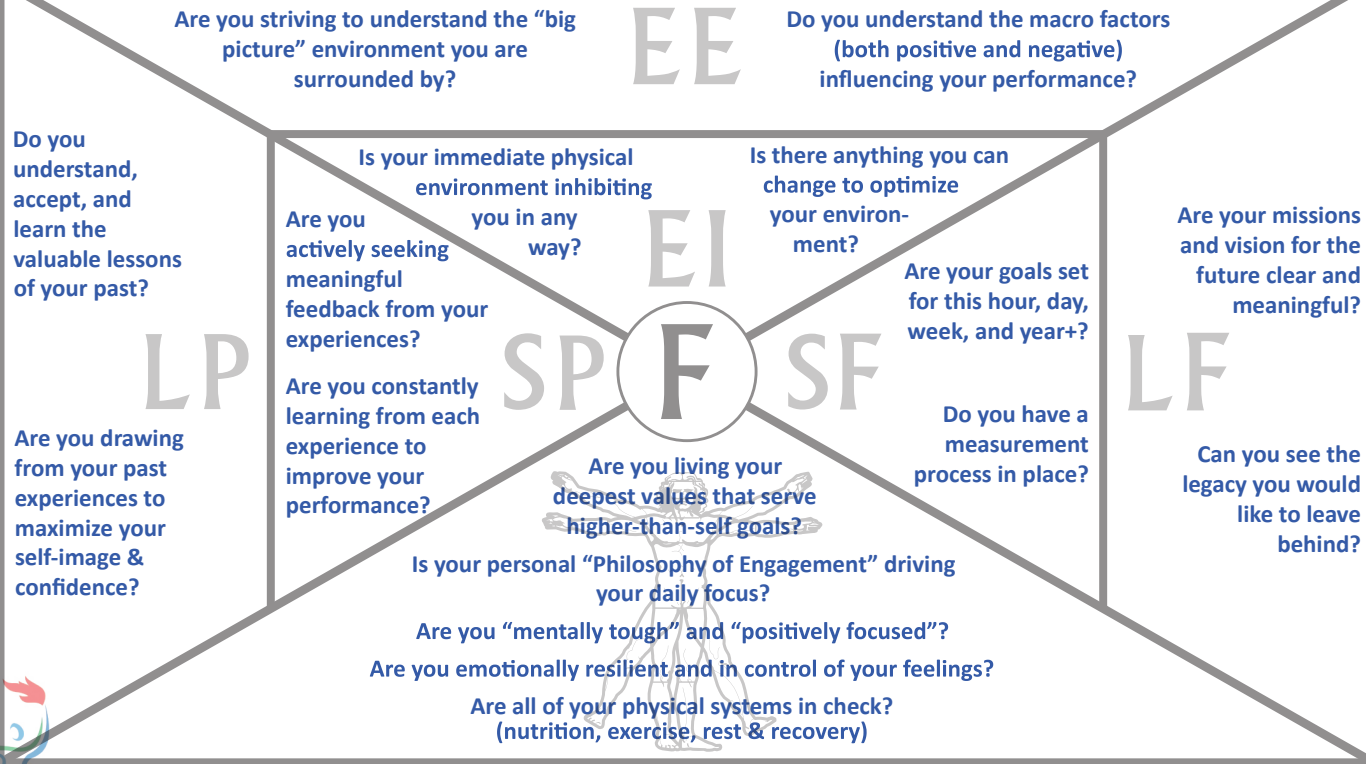 Are you striving to understand the “big
picture” environment you are
surrounded by?
EE
Do you understand the macro factors
(both positive and negative)
influencing your performance?
Do you
understand,
accept, and
learn the
valuable lessons
of your past?
LP
Are you drawing
from your past
experiences to
maximize your
self-image &
confidence?
Is your immediate physical
environment inhibiting
you in any
way?
EI
Is there anything you can
change to optimize
your environ-
ment?
Are you
actively seeking
meaningful
feedback from your
experiences?
SP
Are you constantly
learning from each
experience to
improve your
performance?
F
Are your goals set
for this hour, day,
week, and year+?
SF
Do you have a
measurement
process in place?
Are your missions
and vision for the
future clear and
meaningful?
LF
Can you see the
legacy you would
like to leave
behind?
Are you living your
deepest values that serve
higher-than-self goals?
Is your personal “Philosophy of Engagement” driving
your daily focus?
Are you “mentally tough” and “positively focused”?
Are you emotionally resilient and in control of your feelings?
Are all of your physical systems in check?
(nutrition, exercise, rest & recovery)